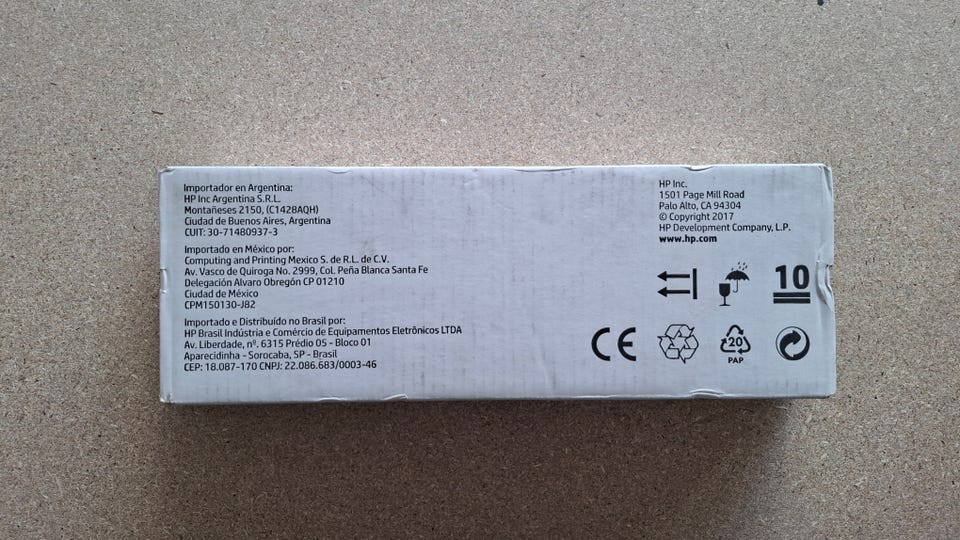 Importador en Argentina:
HP Inc Argentina S.R.L.
Montañeses 2150, (C1428AQH)
Ciudad de Buenos Aires, Argentina
CUIT: 30-71480937-3
Importado en México por:
Computing and Printing Mexico S. de R.L. de C.V.
Av. Vasco de Quiroga No. 2999, Col. Peña Blanca Santa Fe
Delegación Alvaro Obregón CP 01210
Ciudad de México
CPM150130-J82
Importado e Distribuído no Brasil por:
HP Brasil Indústria e Comércio de Equipamentos Eletrônicos LTDA
Av. Liberdade, nº. 6315 Prédio 05 - Bloco 01
Aparecidinha - Sorocaba, SP - Brasil
CEP: 18.087-170 CNPJ: 22.086.683/0003-46
HP Inc.
1501 Page Mill Road
Palo Alto, CA 94304
© Copyright 2017
HP Development Company, L.P.
www.hp.com
10
CE
20
PAP